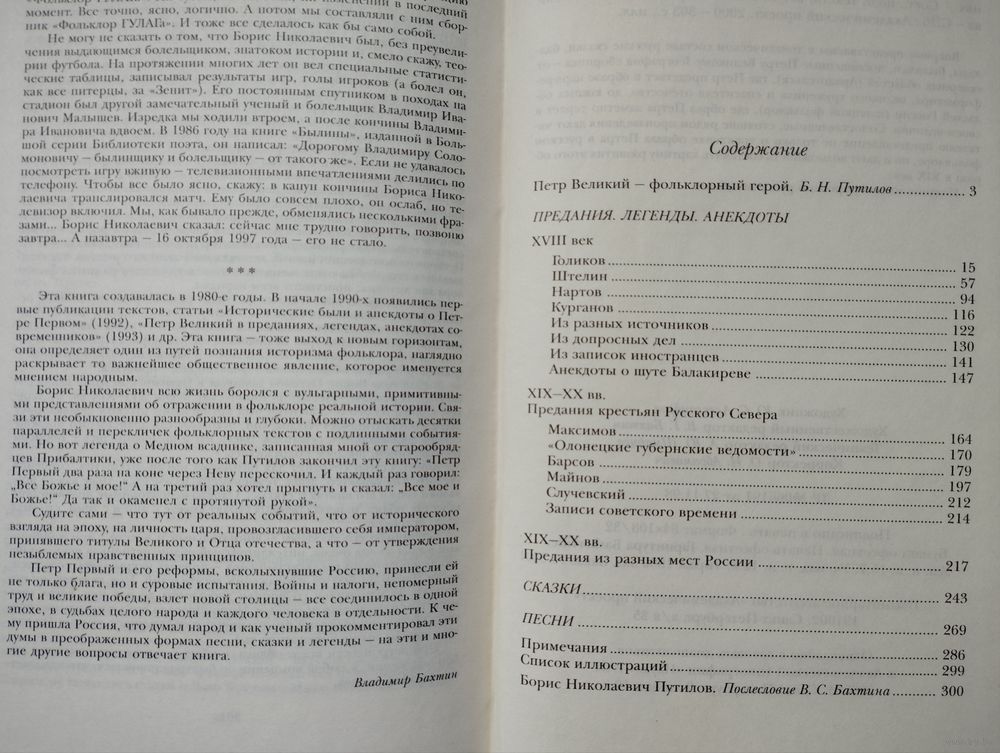 момент. Все точно, ясно, логично. А потом мы составляли с ним сбор-
ник «Фольклор ГУЛАГа». И тоже все сделалось как бы само собой.
Не могу не сказать о том, что Борис Николаевич был, без преувели-
чения выдающимся болельщиком, знатоком истории и, смело скажу, тео-
рии футбола. На протяжении многих лет он вел специальные статисти-
ческие таблицы, записывал результаты игр, голы игроков (а болел он,
как все питерцы, за «Зенит»). Его постоянным спутником в походах на
стадион был другой замечательный ученый и болельщик Владимир Ива-
нович Малышев. Изредка мы ходили втроем, а после кончины Владими-
ра Ивановича вдвоем. В 1986 году на книге «Былины», изданной в Боль-
шой серии Библиотеки поэта, он написал: «Дорогому Владимиру Соло-
моновичу — былинщику и болельщику — от такого же». Если не удавалось
посмотреть игру вживую — телевизионными впечатлениями делились по
телефону. Чтобы все было ясно, скажу: в канун кончины Бориса Нико-
лаевича транслировался матч. Ему было совсем плохо, он ослаб, но те-
левизор включил. Мы, как бывало прежде, обменялись несколькими фра-
зами... Борис Николаевич сказал: сейчас мне трудно говорить, позвоню
завтра... А назавтра — 16 октября 1997 года — его не стало.
* * *
Эта книга создавалась в 1980-е годы. В начале 1990-х появились пер-
вые публикации текстов, статьи «Исторические были и анекдоты о Пет-
ре Первом» (1992), «Петр Великий в преданиях, легендах, анекдотах со-
временников» (1993) и др. Эта книга — тоже выход к новым горизонтам,
она определяет один из путей познания историзма фольклора, наглядно
раскрывает то важнейшее общественное явление, которое именуется
мнением народным.
Борис Николаевич всю жизнь боролся с вульгарными, примитивны-
ми представлениями об отражении в фольклоре реальной истории. Свя-
зи эти необыкновенно разнообразны и глубоки. Можно отыскать десятки
параллелей и перекличек фольклорных текстов с подлинными события-
ми. Но вот легенда о Медном всаднике, записанная мной от старообряд-
цев Прибалтики, уже после того как Путилов закончил эту книгу: «Петр
Первый два раза на коне через Неву перескочил. И каждый раз говорил:
„Все Божье и мое!“ А на третий раз хотел прыгнуть и сказал: „Все мое и
Божье!“ Да так и окаменел с протянутой рукой».
Судите сами — что тут от реальных событий, что от исторического
взгляда на эпоху, на личность царя, провозгласившего себя императором,
принявшего титулы Великого и Отца отечества, а что — от утверждения
незыблемых нравственных принципов.
Петр Первый и его реформы, всколыхнувшие Россию, принесли ей
не только блага, но и суровые испытания. Войны и налоги, непомерный
труд и великие победы, взлет новой столицы — все соединилось в одной
эпохе, в судьбах целого народа и каждого человека в отдельности. К че-
му пришла Россия, что думал народ и как ученый прокомментировал эти
думы в преображенных формах песни, сказки и легенды — на эти и мно-
гие другие вопросы отвечает книга.
Владимир Бахтин
Содержание
Петр Великий — фольклорный герой. Б. Н. Путилов .......... 3
ПРЕДАНИЯ. ЛЕГЕНДЫ. АНЕКДОТЫ
XVIII век
Голиков .......... 15
Штелин .......... 57
Нартов .......... 94
Курганов .......... 116
Из разных источников .......... 122
Из допросных дел .......... 130
Из записок иностранцев .......... 141
Анекдоты о шуте Балакиреве .......... 147
XIX–XX вв.
Предания крестьян Русского Севера
Максимов .......... 164
«Олонецкие губернские ведомости» .......... 170
Барсов .......... 179
Майнов .......... 197
Случевский .......... 212
Записи советского времени .......... 214
XIX–XX вв.
Предания из разных мест России .......... 217
СКАЗКИ .......... 243
ПЕСНИ .......... 269
Примечания .......... 286
Список иллюстраций .......... 299
Борис Николаевич Путилов. Послесловие В. С. Бахтина .......... 300